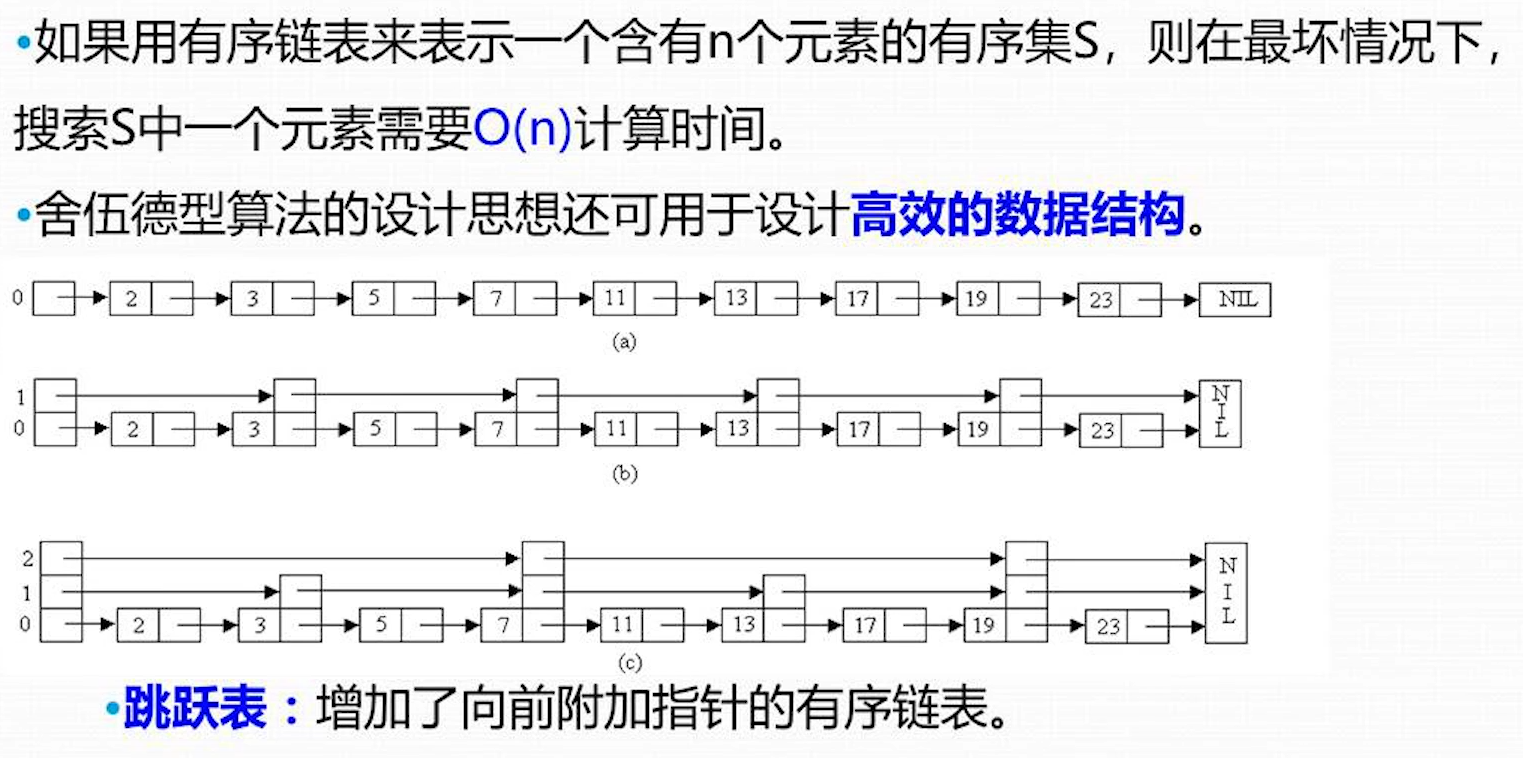 •如果用有序链表来表示一个含有n个元素的有序集S，则在最坏情况下，
搜索S中一个元素需要O(n)计算时间。
•舍伍德型算法的设计思想还可用于设计高效的数据结构。
0 2 3 5 7 11 13 17 19 23 NIL
(a)
1
0 2 3 5 7 11 13 17 19 23 NIL
(b)
2
1
0 2 3 5 7 11 13 17 19 23 NIL
(c)
•跳跃表：增加了向前附加指针的有序链表。